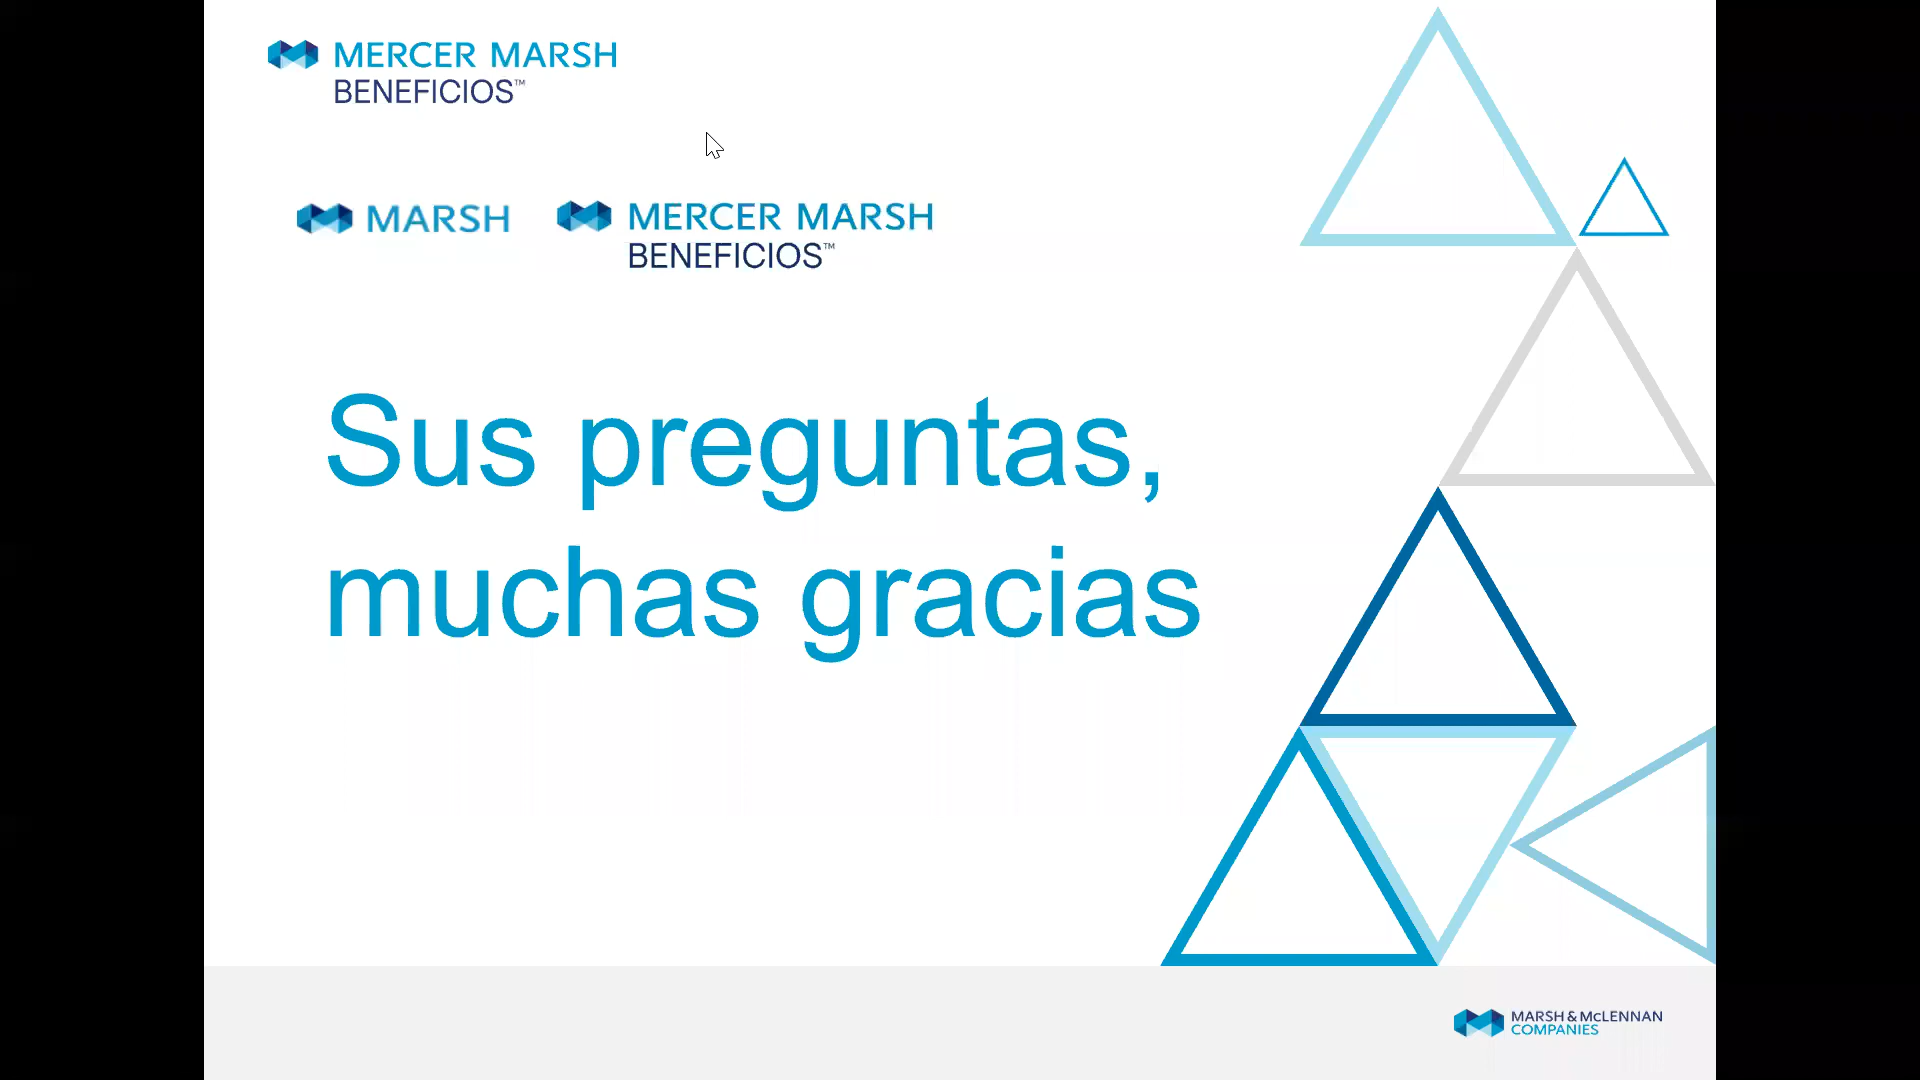 MERCER MARSH
BENEFICIOS™
MARSH
MERCER MARSH
BENEFICIOS™
Sus preguntas,
muchas gracias
MARSH & McLENNAN
COMPANIES